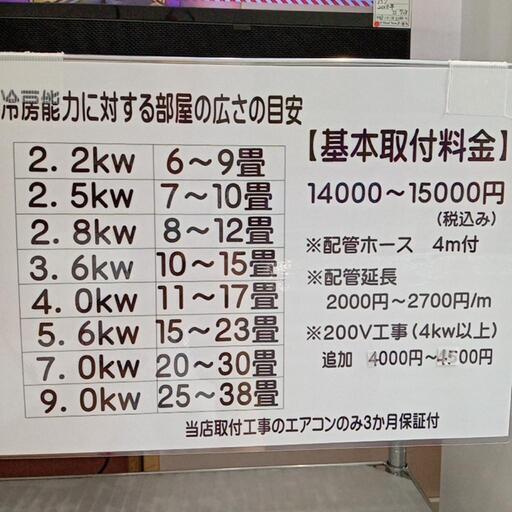 冷房能力に対する部屋の広さの目安
2.2kw 6〜9畳
2.5kw 7〜10畳
2.8kw 8〜12畳
3.6kw 10〜15畳
4.0kw 11〜17畳
5.6kw 15〜23畳
7.0kw 20〜30畳
9.0kw 25〜38畳
【基本取付料金】
14000〜15000円
(税込み)
※配管ホース 4m付
※配管延長
2000円〜2700円/m
※200V工事(4kw以上)
追加 4000円〜4500円
当店取付工事のエアコンのみ3か月保証付